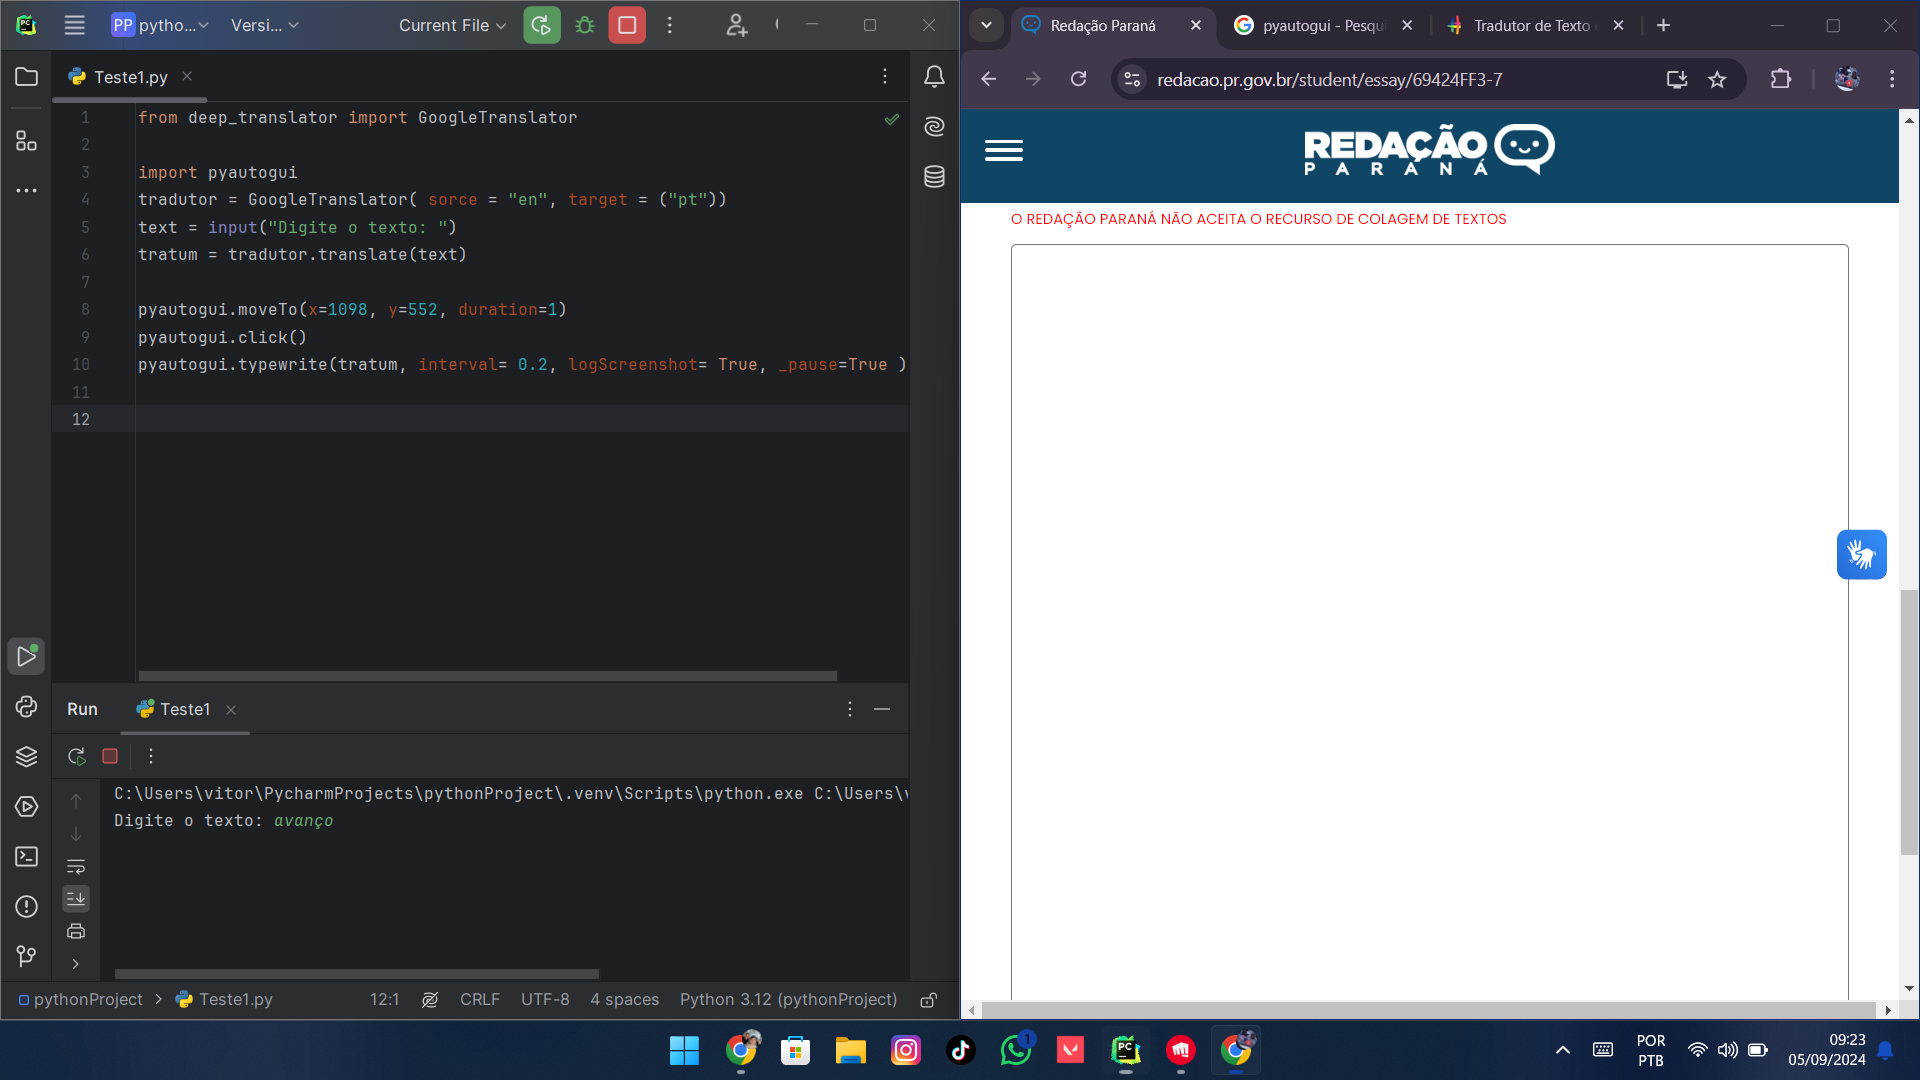 PP pytho...
Versi...
Current File
Teste1.py
1 from deep_translator import GoogleTranslator
2
3 import pyautogui
4 tradutor = GoogleTranslator( sorce = "en", target = ("pt"))
5 text = input("Digite o texto: ")
6 tratum = tradutor.translate(text)
7
8 pyautogui.moveTo(x=1098, y=552, duration=1)
9 pyautogui.click()
10 pyautogui.typewrite(tratum, interval= 0.2, logScreenshot= True, _pause=True )
11
12
Run
Teste1
C:\Users\vitor\PycharmProjects\pythonProject\.venv\Scripts\python.exe C:\Users\
Digite o texto: avanço
pythonProject > Teste1.py
12:1
CRLF
UTF-8
4 spaces
Python 3.12 (pythonProject)
Redação Paraná
pyautogui - Pesqu
Tradutor de Texto
redacao.pr.gov.br/student/essay/69424FF3-7
REDAÇÃO
PARANÁ
O REDAÇÃO PARANÁ NÃO ACEITA O RECURSO DE COLAGEM DE TEXTOS
PC
1
POR
PTB
09:23
05/09/2024